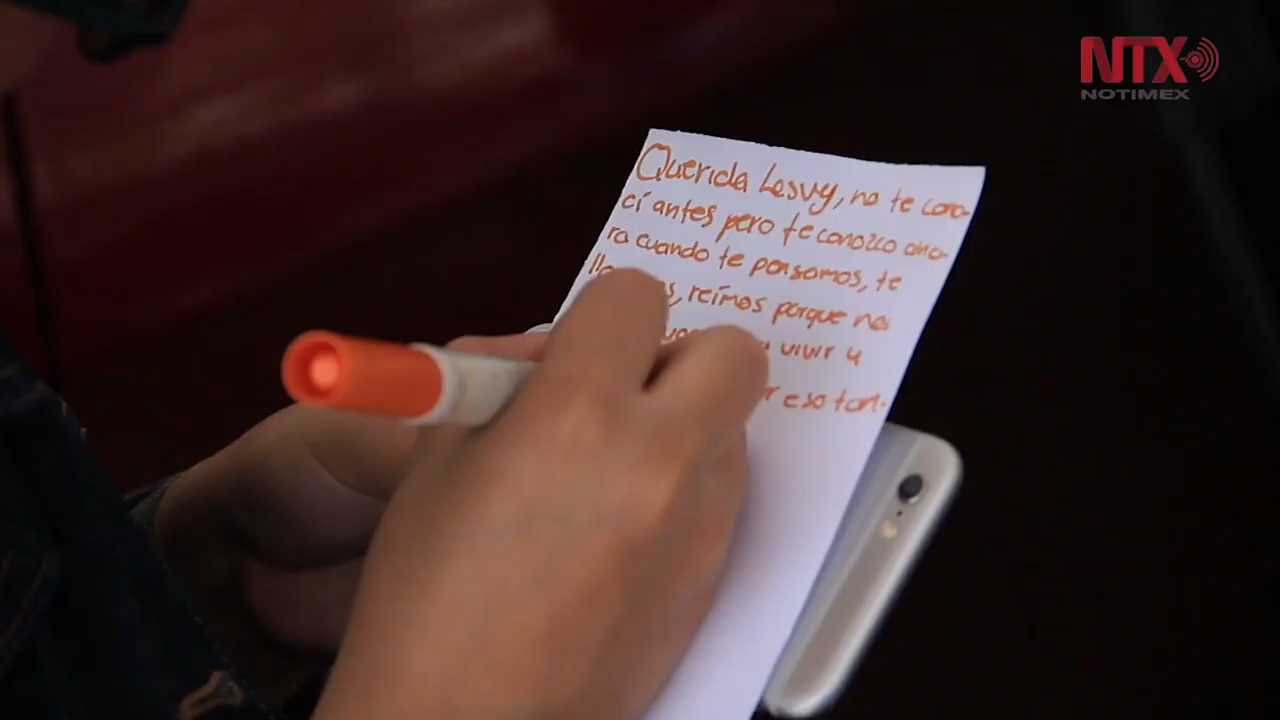 NTX
NOTIMEX
Querida Lesvy, no te cono-
cí antes pero te conozco aho-
ra cuando te pensamos, te
reímos porque nos
vivir y
eso tam-